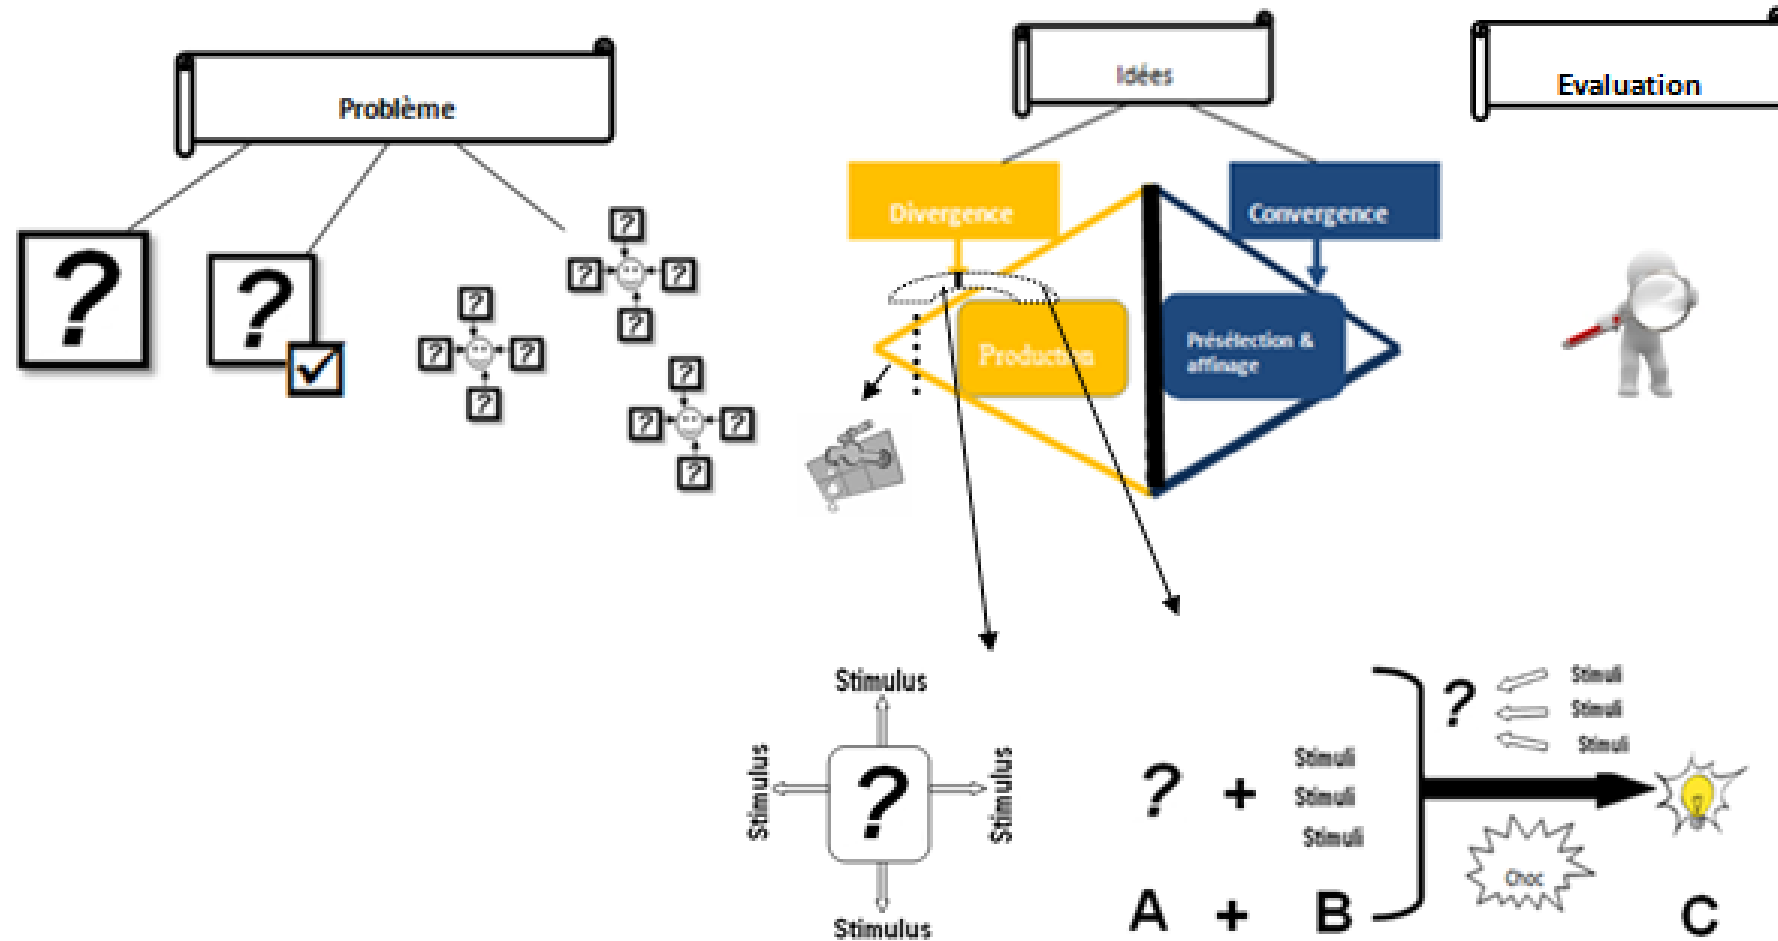 Problème
Idées
Evaluation
Divergence
Convergence
?
?
?
?
?
?
?
?
?
?
?
?
?
?
Production
Présélection &
affinage
Stimulus
Stimulus
?
Stimulus
Stimulus
?
+
Stimuli
Stimuli
Stimuli
?
Stimuli
Stimuli
Stimuli
Choc
A + B
C